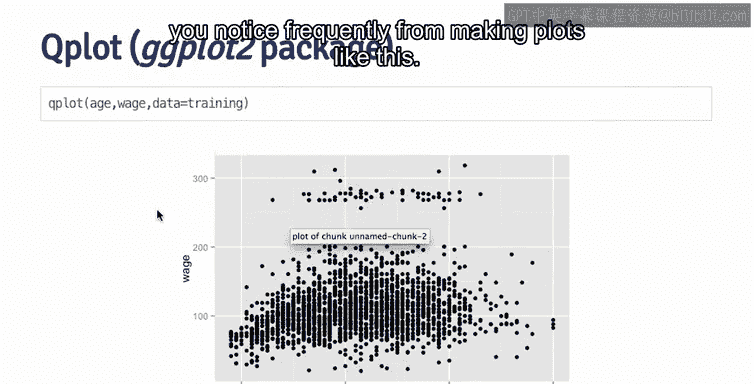 you notice frequently from making plots
like this.
Qplot (ggplot2 package)
qplot(age,wage,data=training)
300
plot of chunk unnamed-chunk-2
200
wage
100